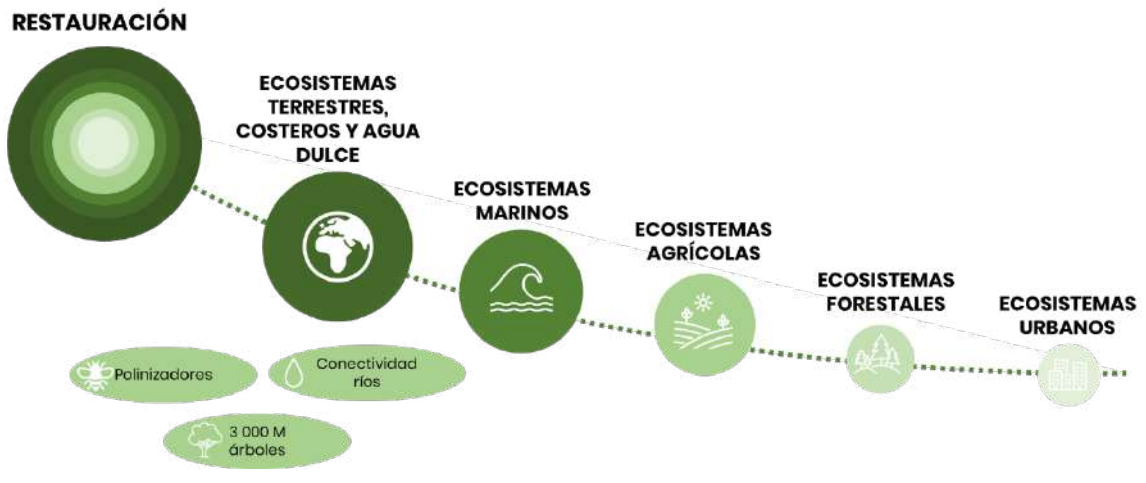 RESTAURACIÓN
ECOSISTEMAS
TERRESTRES,
COSTEROS Y AGUA
DULCE
ECOSISTEMAS
MARINOS
ECOSISTEMAS
AGRÍCOLAS
ECOSISTEMAS
FORESTALES
ECOSISTEMAS
URBANOS
Polinizadores
Conectividad
ríos
3 000 M
árboles